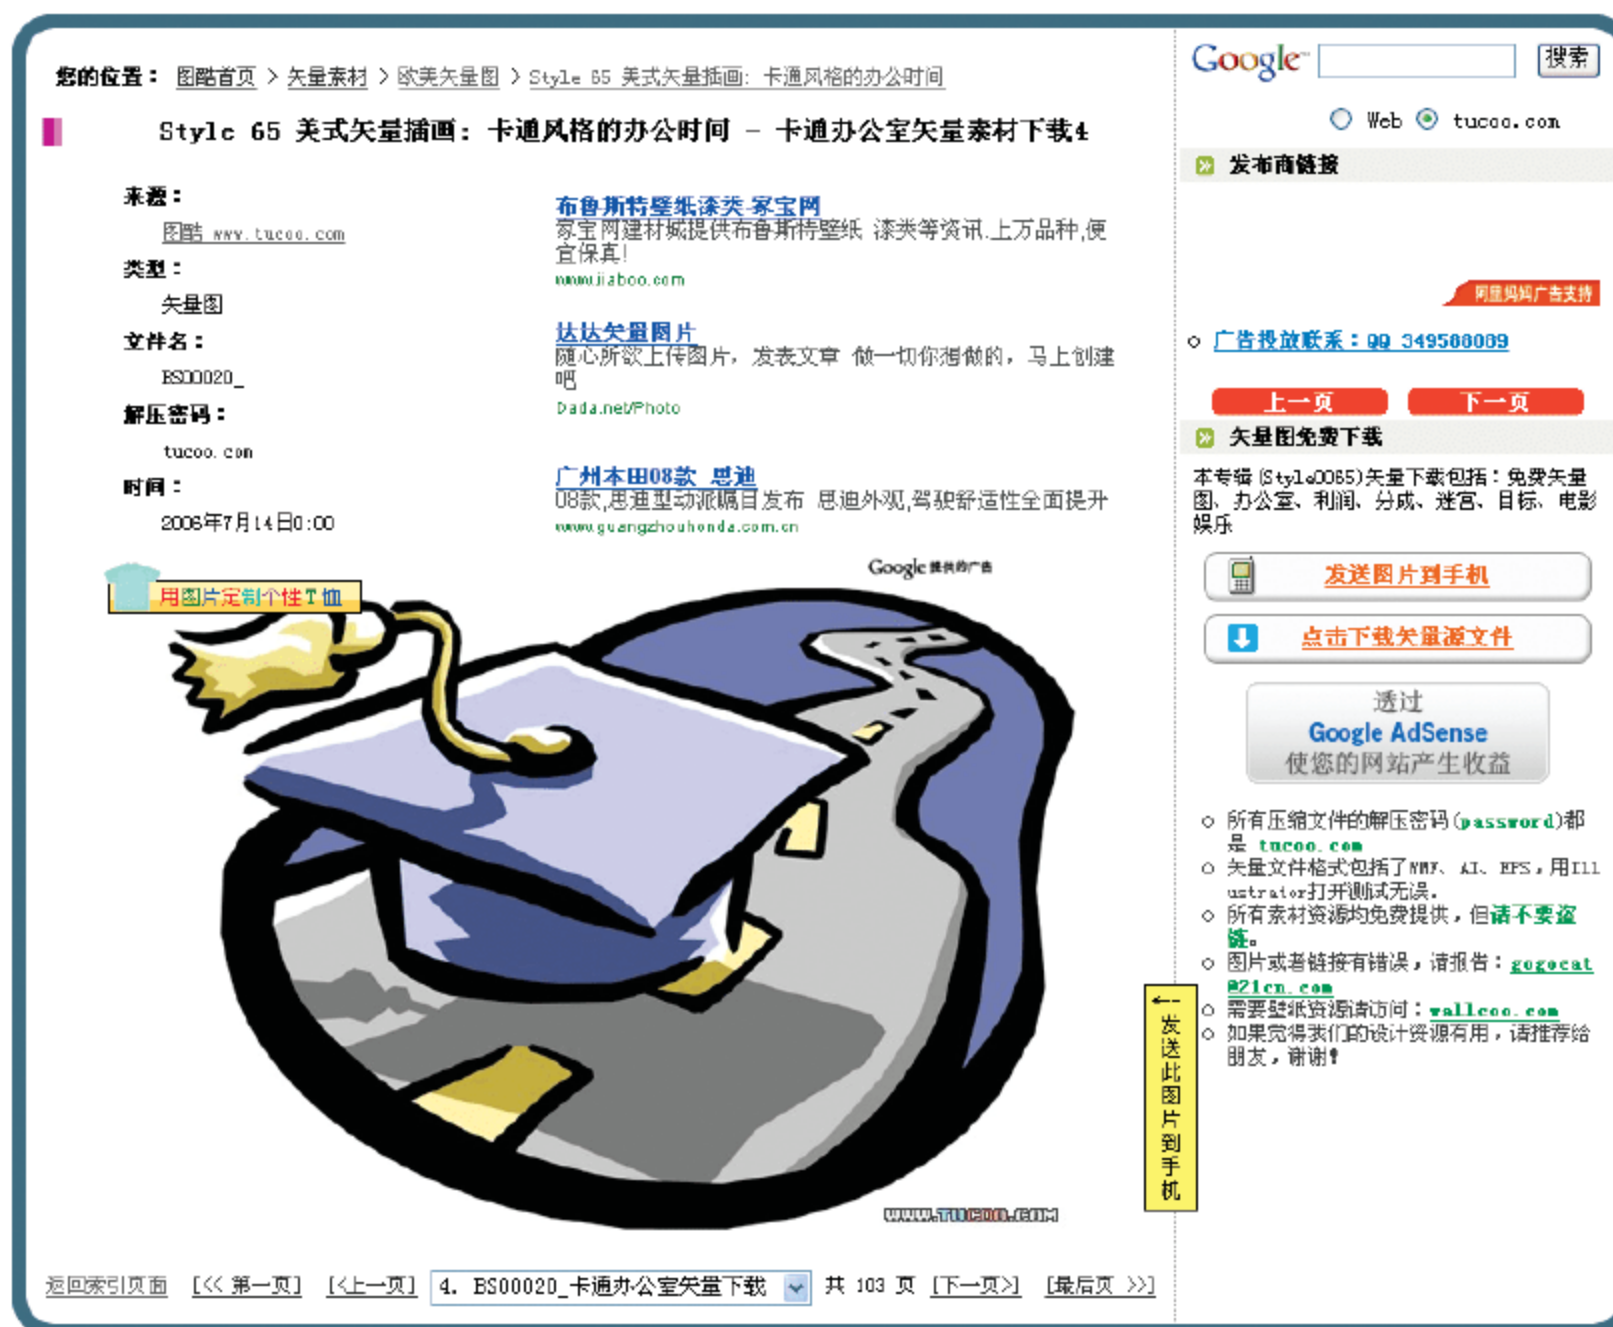 您的位置： 图酷首页 > 矢量素材 > 欧美矢量图 > Style 65 美式矢量插画: 卡通风格的办公时间
Style 65 美式矢量插画: 卡通风格的办公时间 - 卡通办公室矢量素材下载4
来源：
图酷 www.tucoo.com
类型：
矢量图
文件名：
BS00020_
解压密码：
tucoo.com
时间：
2006年7月14日0:00
布鲁斯特壁纸漆类-家宝网
家宝网建材城提供布鲁斯特壁纸 漆类等资讯.上万品种,便
宜保真!
www.jiaboo.com
达达矢量图片
随心所欲上传图片，发表文章 做一切你想做的，马上创建
吧
Dada.net/Photo
广州本田08款 思迪
08款,思迪型动派瞩目发布 思迪外观,驾驶舒适性全面提升
www.guangzhouhonda.com.cn
Google 提供的广告
用图片定制个性T恤
WWW.TUCOO.COM
返回索引页面 [<< 第一页] [<上一页] 4. BS00020_卡通办公室矢量下载 共 103 页 [下一页>] [最后页 >>]
←--发送此图片到手机
Google™ 搜索
Web tucoo.com
发布商链接
阿里妈妈广告支持
广告投放联系：QQ 349588089
上一页 下一页
矢量图免费下载
本专辑(Style0065)矢量下载包括：免费矢量
图、办公室、利润、分成、迷宫、目标、电影
娱乐
发送图片到手机
点击下载矢量源文件
透过
Google AdSense
使您的网站产生收益
所有压缩文件的解压密码(password)都
是 tucoo.com
矢量文件格式包括了WMF、AI、EPS，用Ill
ustrator打开测试无误.
所有素材资源均免费提供，但请不要盗
链。
图片或者链接有错误，请报告：gogocat
@21cn.com
需要壁纸资源请访问：wallcoo.com
如果觉得我们的设计资源有用，请推荐给
朋友，谢谢!